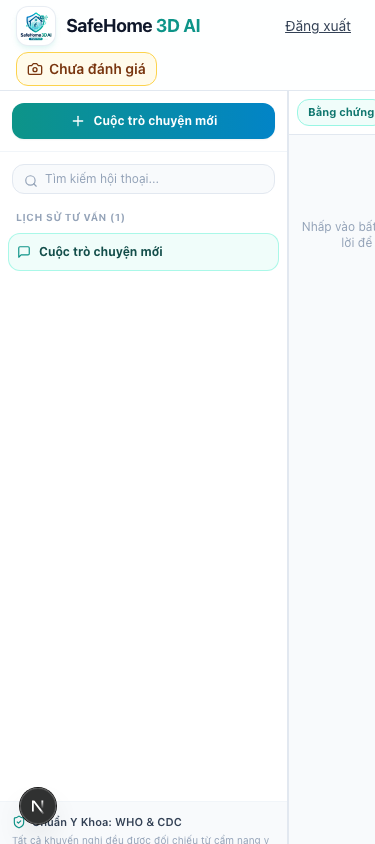 SafeHome 3D AI
Đăng xuất
Chưa đánh giá
Cuộc trò chuyện mới
Bằng chứng
Tìm kiếm hội thoại...
LỊCH SỬ TƯ VẤN (1)
Nhấp vào bất
lời để
Cuộc trò chuyện mới
N
Chuẩn Y Khoa: WHO & CDC
Tất cả khuyến nghị đều được đối chiếu từ cẩm nang y